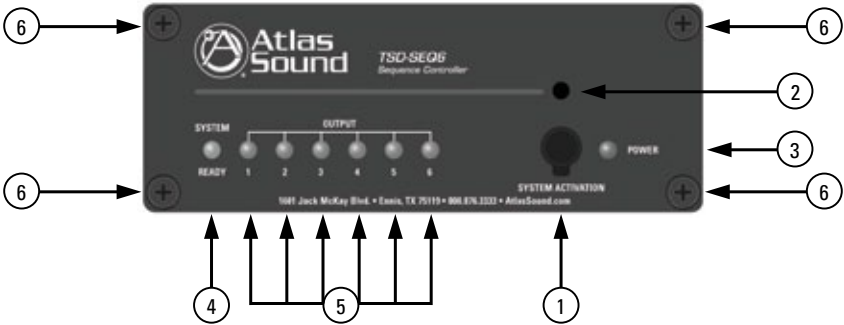 6
6
Atlas
Sound
TSD-SEQ6
Sequence Controller
2
SYSTEM
OUTPUT
READY
1 2 3 4 5 6
POWER
3
SYSTEM ACTIVATION
6
6
1601 Jack McKay Blvd. • Ennis, TX 75119 • 800.876.3333 • AtlasSound.com
4
5
1